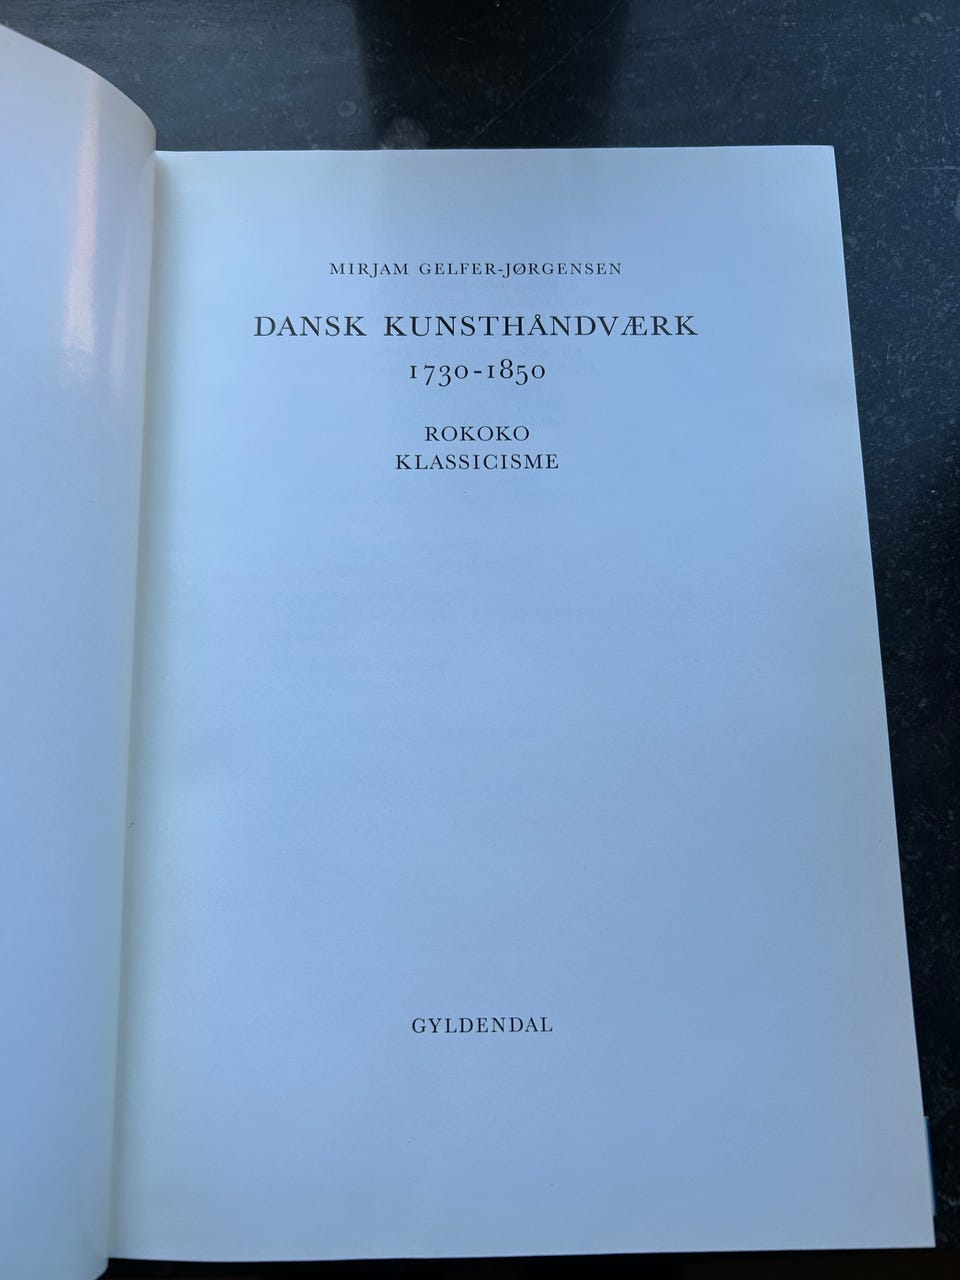 MIRJAM GELFER-JØRGENSEN
DANSK KUNSTHÅNDVÆRK
1730-1850
ROKOKO
KLASSICISME
GYLDENDAL